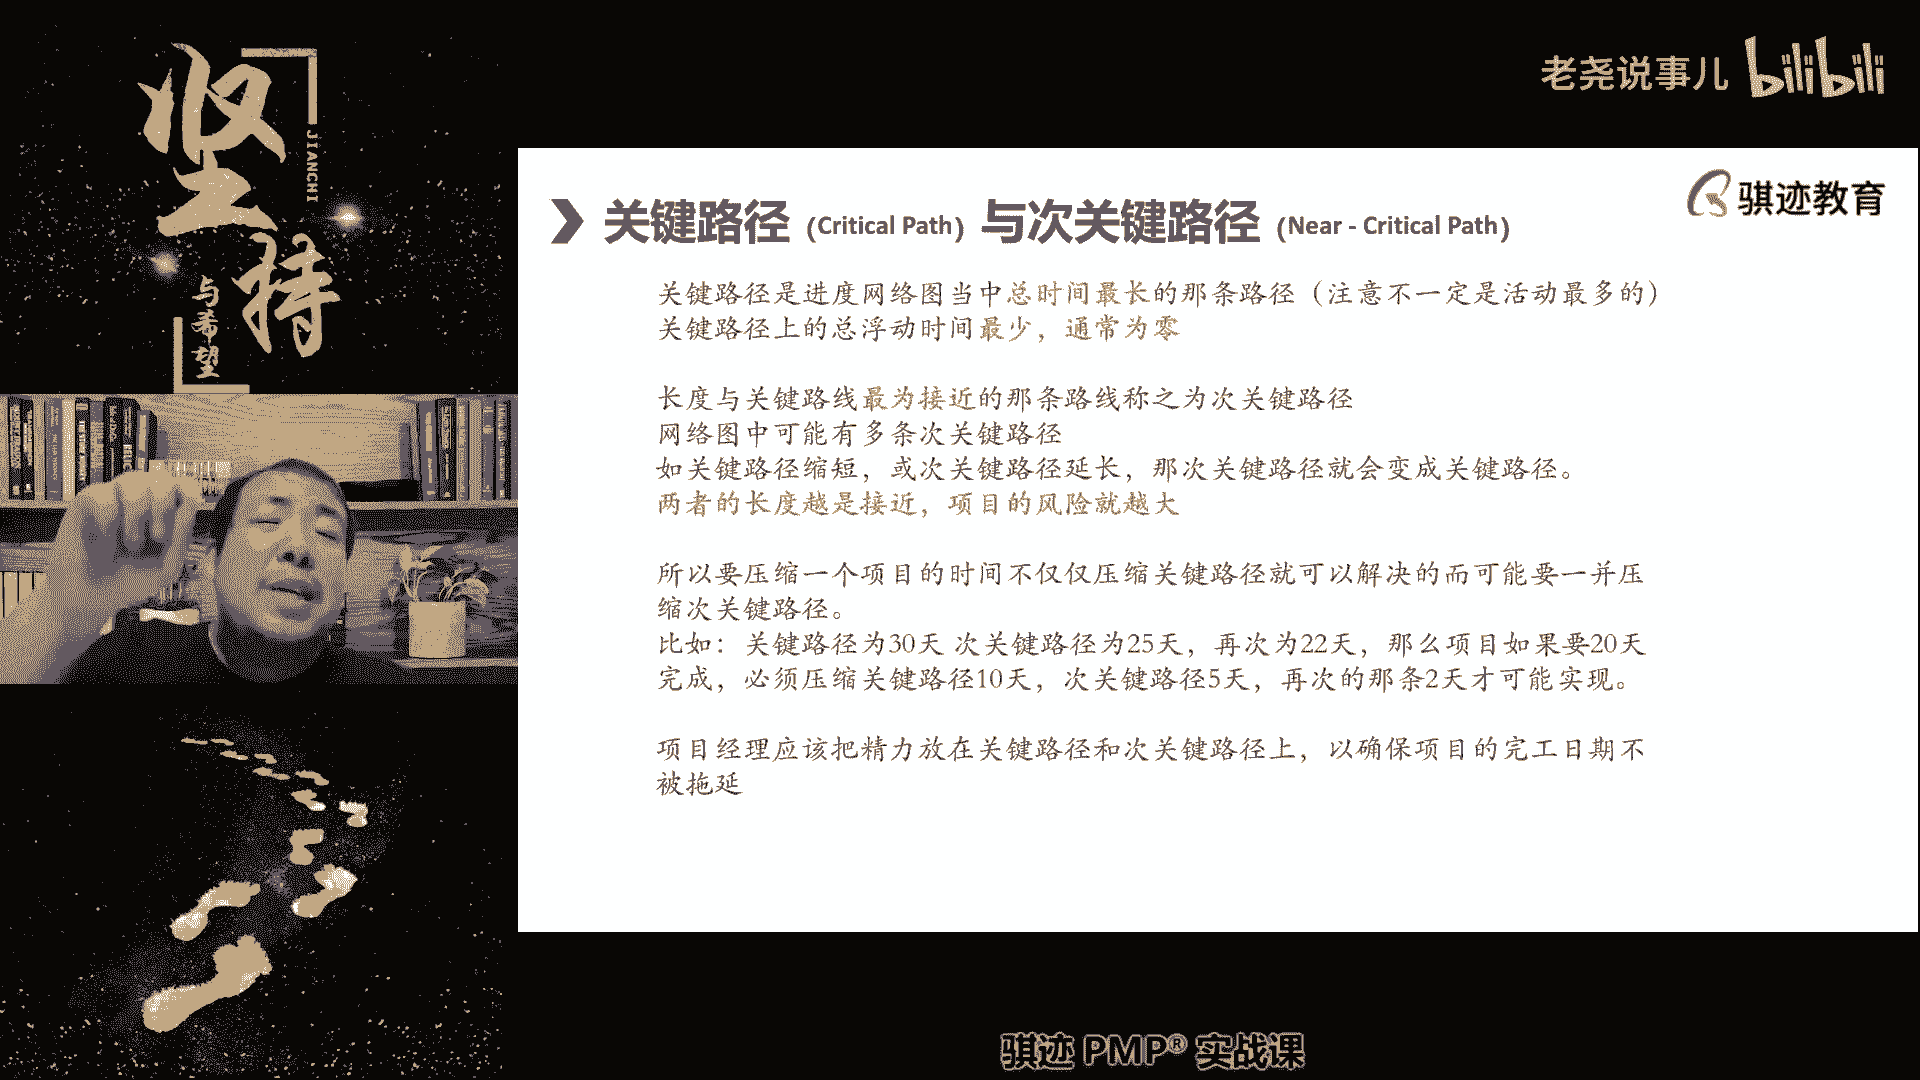 坚持
JIANCHI
与希望
老尧说事儿 bilibili
骐迹教育
关键路径 (Critical Path) 与次关键路径 (Near - Critical Path)
关键路径是进度网络图当中总时间最长的那条路径（注意不一定是活动最多的）
关键路径上的总浮动时间最少，通常为零
长度与关键路线最为接近的那条路线称之为次关键路径
网络图中可能有多条次关键路径
如关键路径缩短，或次关键路径延长，那次关键路径就会变成关键路径。
两者的长度越是接近，项目的风险就越大
所以要压缩一个项目的时间不仅仅压缩关键路径就可以解决的而可能要一并压
缩次关键路径。
比如：关键路径为30天 次关键路径为25天，再次为22天，那么项目如果要20天
完成，必须压缩关键路径10天，次关键路径5天，再次的那条2天才可能实现。
项目经理应该把精力放在关键路径和次关键路径上，以确保项目的完工日期不
被拖延
骐迹 PMP® 实战课